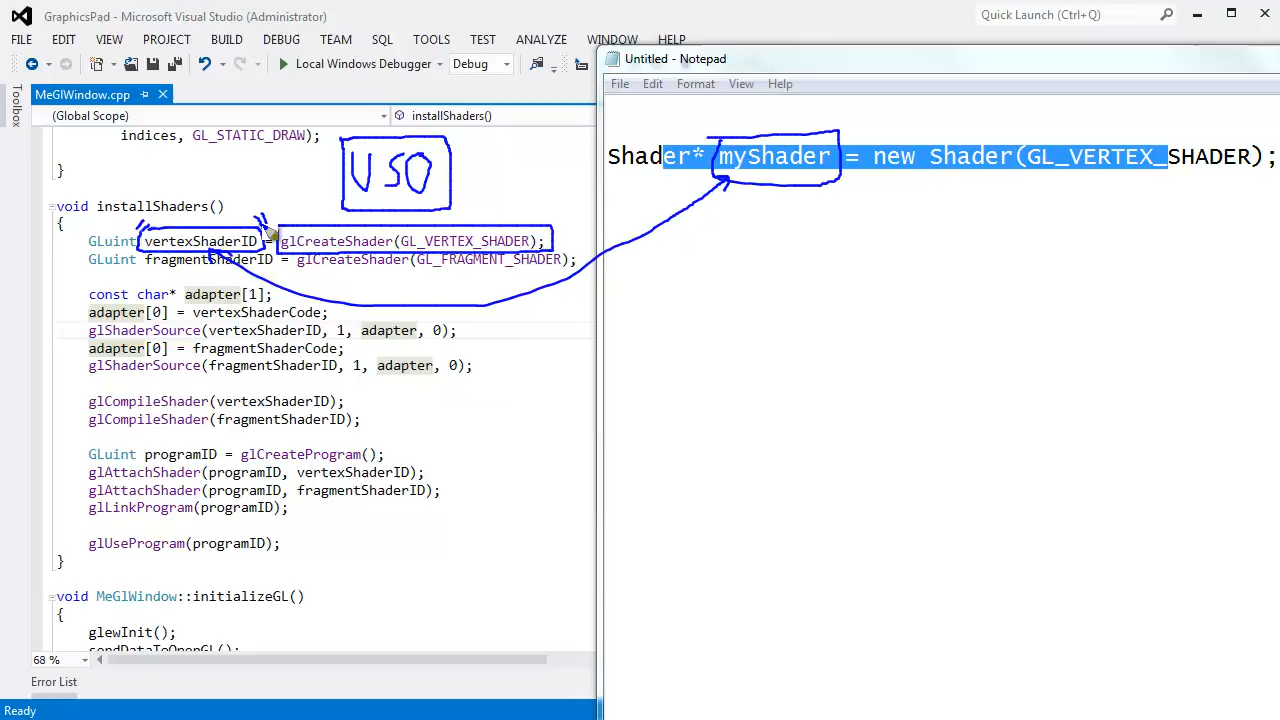 GraphicsPad - Microsoft Visual Studio (Administrator)
Quick Launch (Ctrl+Q)
FILE EDIT VIEW PROJECT BUILD DEBUG TEAM SQL TOOLS TEST ANALYZE WINDOW HELP
Local Windows Debugger Debug
Toolbox
MeGlWindow.cpp
(Global Scope) installShaders()
indices, GL_STATIC_DRAW);
}
VSO
void installShaders()
{
GLuint vertexShaderID = glCreateShader(GL_VERTEX_SHADER);
GLuint fragmentShaderID = glCreateShader(GL_FRAGMENT_SHADER);
const char* adapter[1];
adapter[0] = vertexShaderCode;
glShaderSource(vertexShaderID, 1, adapter, 0);
adapter[0] = fragmentShaderCode;
glShaderSource(fragmentShaderID, 1, adapter, 0);
glCompileShader(vertexShaderID);
glCompileShader(fragmentShaderID);
GLuint programID = glCreateProgram();
glAttachShader(programID, vertexShaderID);
glAttachShader(programID, fragmentShaderID);
glLinkProgram(programID);
glUseProgram(programID);
}
void MeGlWindow::initializeGL()
{
glewInit();
sendDataToOpenGL();
68 %
Error List
Ready
Untitled - Notepad
File Edit Format View Help
Shader* myShader = new Shader(GL_VERTEX_SHADER);